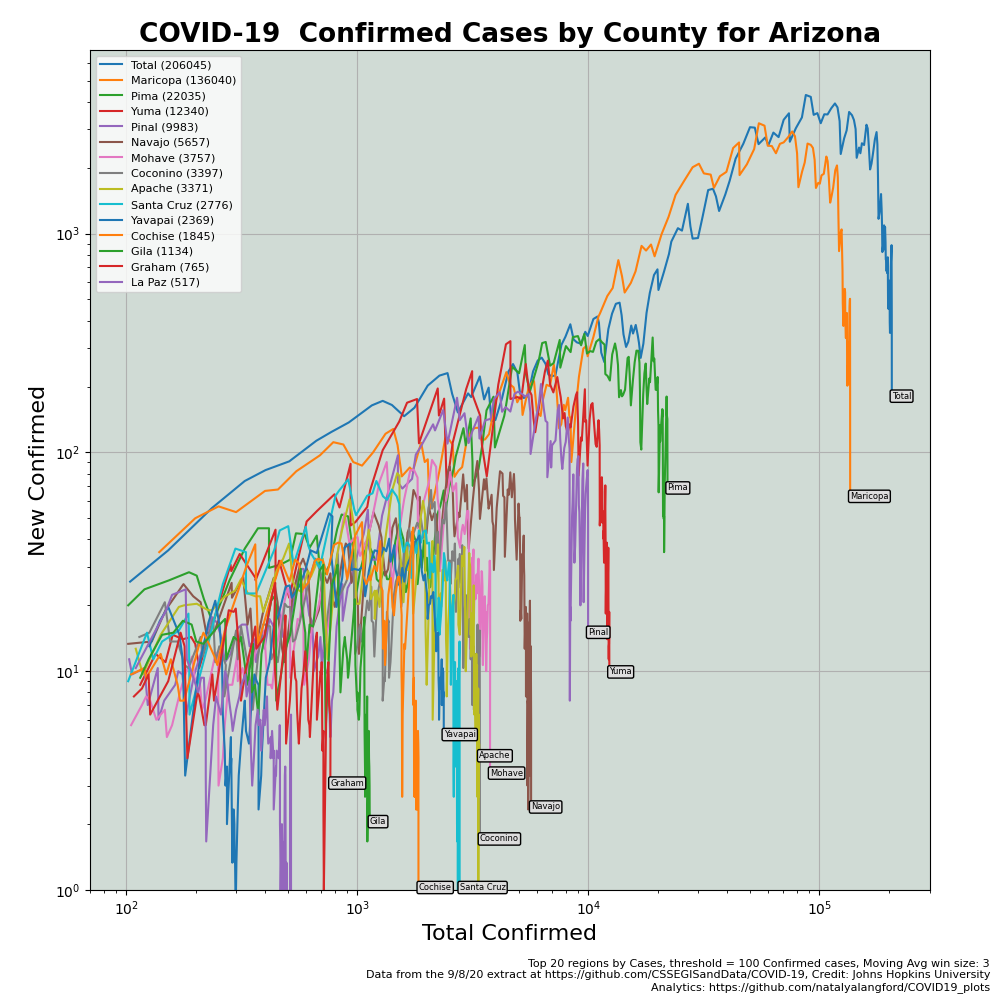 COVID-19  Confirmed Cases by County for Arizona
Total (206045)
Maricopa (136040)
Pima (22035)
Yuma (12340)
Pinal (9983)
Navajo (5657)
Mohave (3757)
Coconino (3397)
Apache (3371)
Santa Cruz (2776)
Yavapai (2369)
Cochise (1845)
Gila (1134)
Graham (765)
La Paz (517)
New Confirmed
10³
10²
10¹
10⁰
Total
Pima
Maricopa
Pinal
Yuma
Yavapai
Apache
Mohave
Graham
Navajo
Gila
Coconino
Cochise
Santa Cruz
10² 10³ 10⁴ 10⁵
Total Confirmed
Top 20 regions by Cases, threshold = 100 Confirmed cases, Moving Avg win size: 3
Data from the 9/8/20 extract at https://github.com/CSSEGISandData/COVID-19, Credit: Johns Hopkins University
Analytics: https://github.com/natalyalangford/COVID19_plots